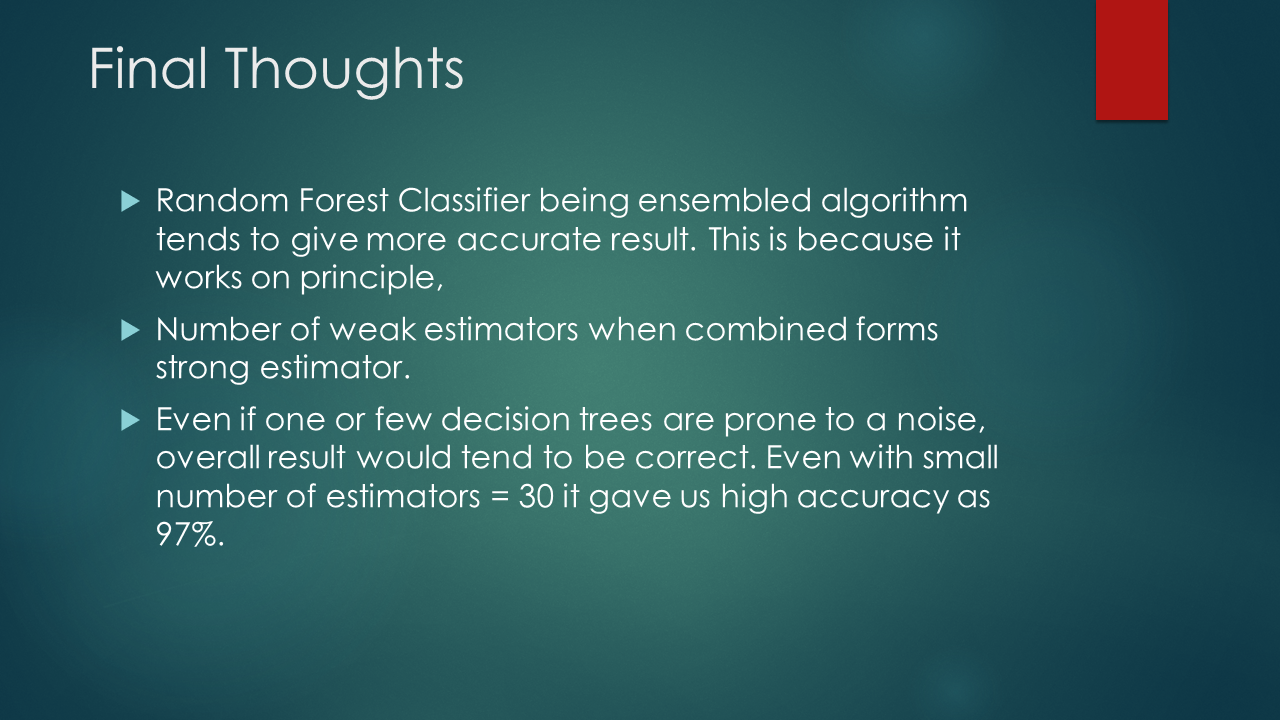 Final Thoughts
Random Forest Classifier being ensembled algorithm
tends to give more accurate result. This is because it
works on principle,
Number of weak estimators when combined forms
strong estimator.
Even if one or few decision trees are prone to a noise,
overall result would tend to be correct. Even with small
number of estimators = 30 it gave us high accuracy as
97%.